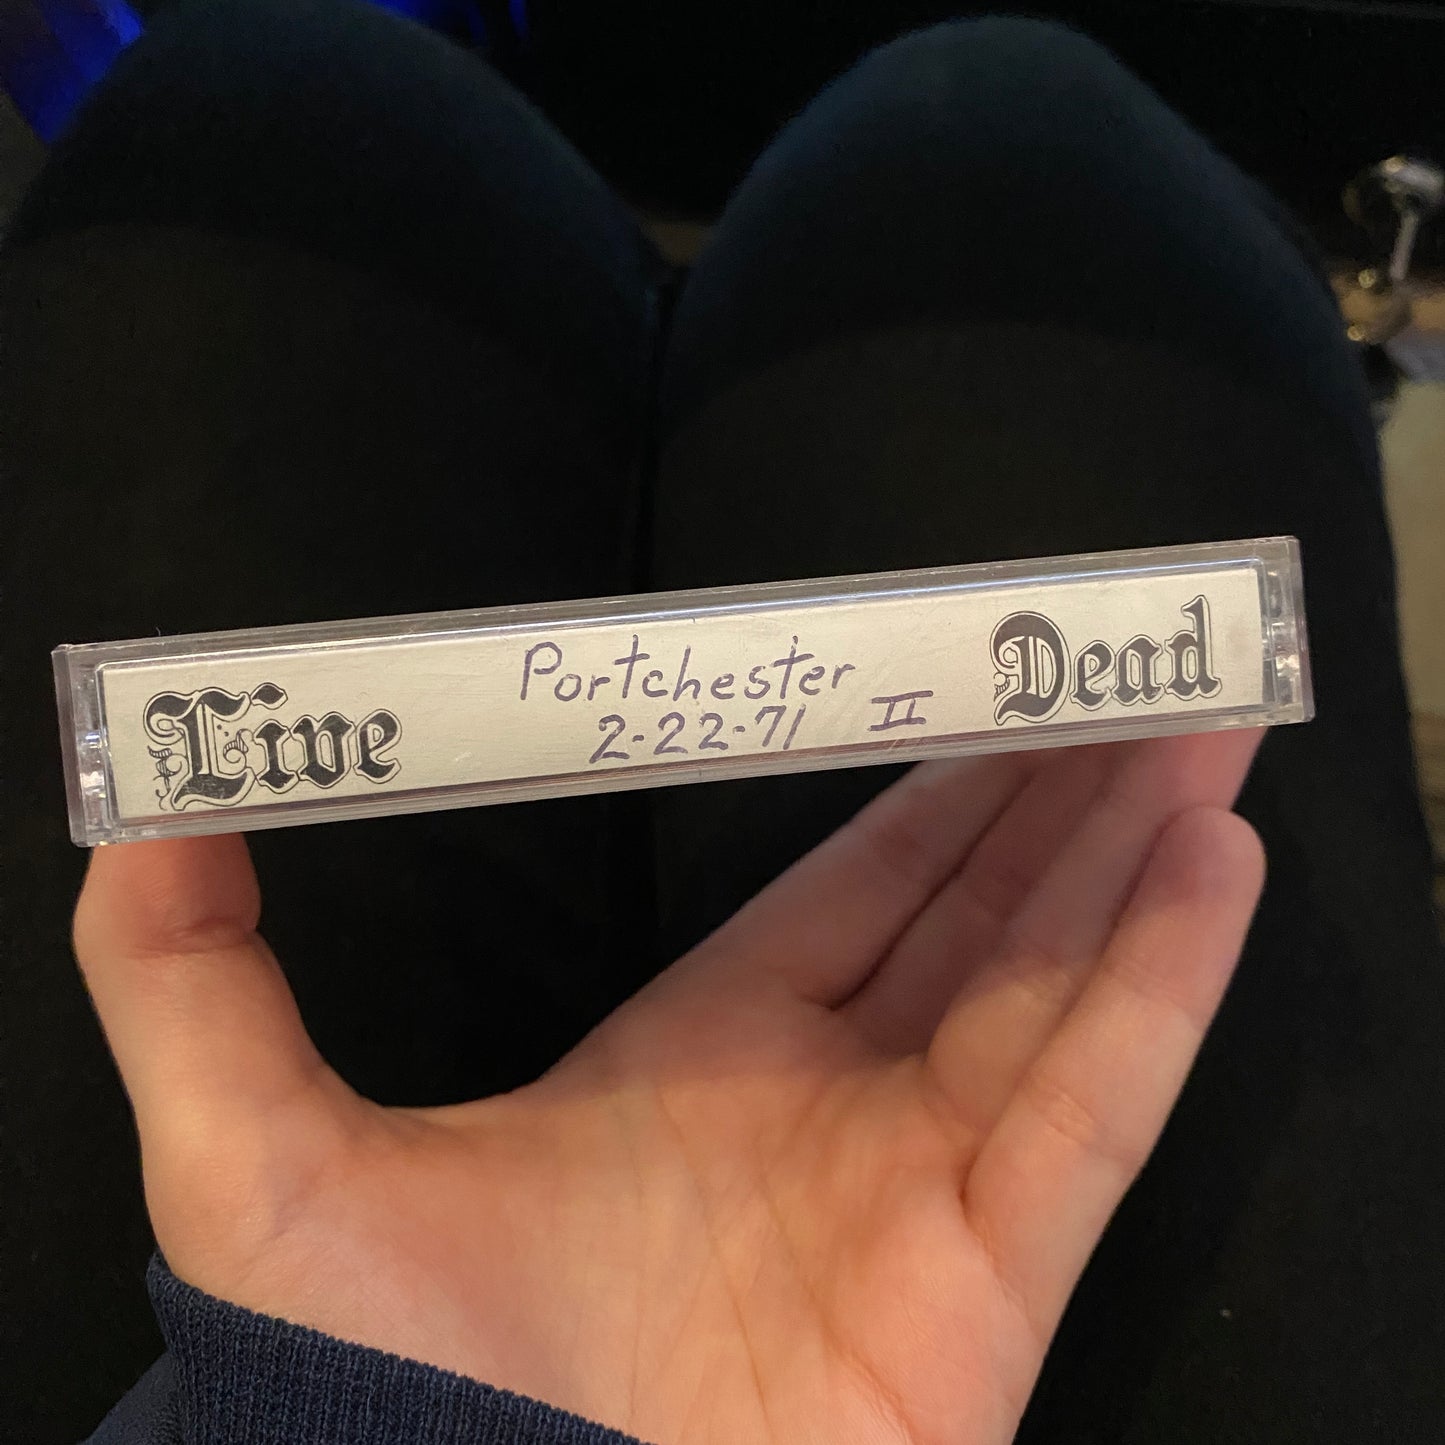 Live
Portchester
2-22-71 II
Dead